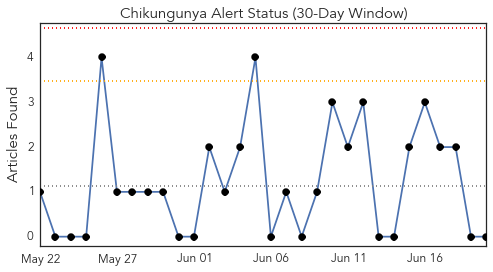 Chikungunya Alert Status (30-Day Window)
Articles Found
4
3
2
1
0
May 22
May 27
Jun 01
Jun 06
Jun 11
Jun 16